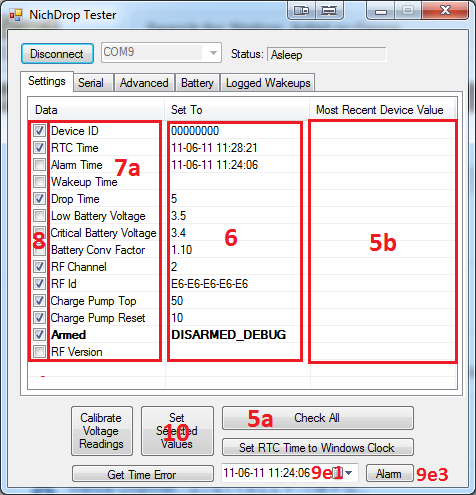 NichDrop Tester
Disconnect COM9 Status: Asleep
Settings Serial Advanced Battery Logged Wakeups
Data Set To Most Recent Device Value
Device ID 00000000
RTC Time 11-06-11 11:28:21
Alarm Time 11-06-11 11:24:06
7a
Wakeup Time
Drop Time 5
Low Battery Voltage 3.5
8 Critical Battery Voltage 3.4 6 5b
Battery Conv Factor 1.10
RF Channel 2
RF Id E6-E6-E6-E6-E6
Charge Pump Top 50
Charge Pump Reset 10
Armed DISARMED_DEBUG
RF Version
-
Calibrate Voltage Readings
Set Selected Values
10
5a Check All
Set RTC Time to Windows Clock
Get Time Error 11-06-11 11:24:06 9e1 Alarm 9e3